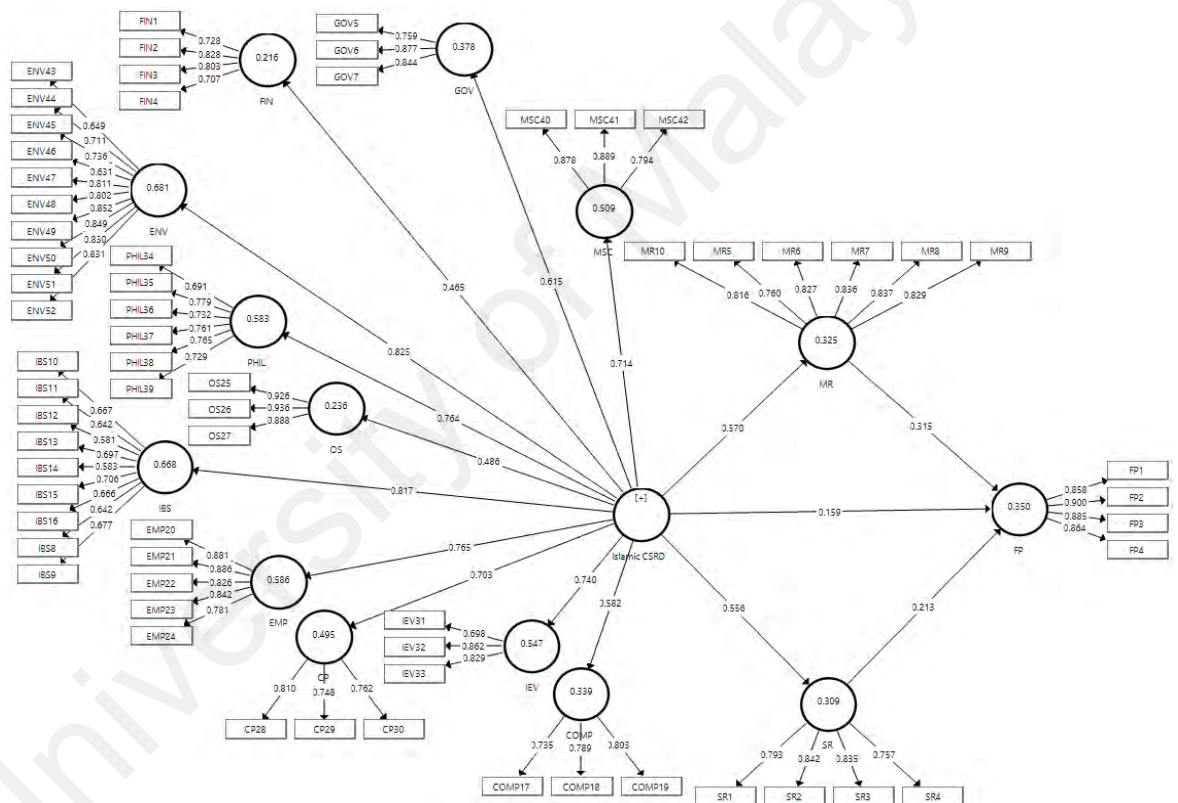 FIN1
FIN2
FIN3
FIN4
0.728
0.828
0.803
0.707
0.216
FIN
GOV5
GOV6
GOV7
0.759
0.877
0.844
0.378
GOV
MSC40
MSC41
MSC42
0.878
0.889
0.794
0.509
MSC
ENV43
ENV44
ENV45
ENV46
ENV47
ENV48
ENV49
ENV50
ENV51
ENV52
0.649
0.711
0.736
0.631
0.811
0.802
0.852
0.849
0.830
0.831
0.681
ENV
MR10
MR5
MR6
MR7
MR8
MR9
0.816
0.760
0.827
0.836
0.837
0.829
0.325
MR
PHIL34
PHIL35
PHIL36
PHIL37
PHIL38
PHIL39
0.691
0.779
0.732
0.761
0.765
0.729
0.583
PHIL
OS25
OS26
OS27
0.926
0.936
0.888
0.236
OS
IBS10
IBS11
IBS12
IBS13
IBS14
IBS15
IBS16
IBS8
IBS9
0.667
0.642
0.581
0.697
0.583
0.706
0.666
0.642
0.677
0.668
IBS
0.465
0.615
0.825
0.714
0.764
0.486
0.817
0.570
0.315
[+]
Islamic CSRD
0.159
0.350
FP
0.858
0.900
0.885
0.864
FP1
FP2
FP3
FP4
EMP20
EMP21
EMP22
EMP23
EMP24
0.881
0.886
0.826
0.842
0.781
0.586
EMP
0.765
0.703
0.740
0.582
0.556
0.213
0.495
CP
0.810
0.748
0.762
CP28
CP29
CP30
IEV31
IEV32
IEV33
0.698
0.862
0.829
0.547
IEV
0.339
COMP
0.735
0.789
0.803
COMP17
COMP18
COMP19
0.309
SR
0.793
0.842
0.835
0.757
SR1
SR2
SR3
SR4
University of Malay